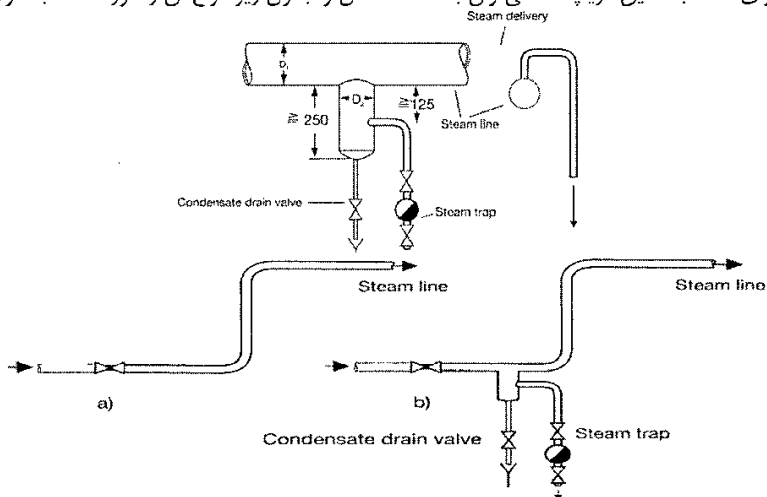 Steam delivery
D₁
D₂
≧ 250
≧ 125
Steam line
Condensate drain valve
Steam trap
Steam line
Steam line
a)
b)
Condensate drain valve
Steam trap